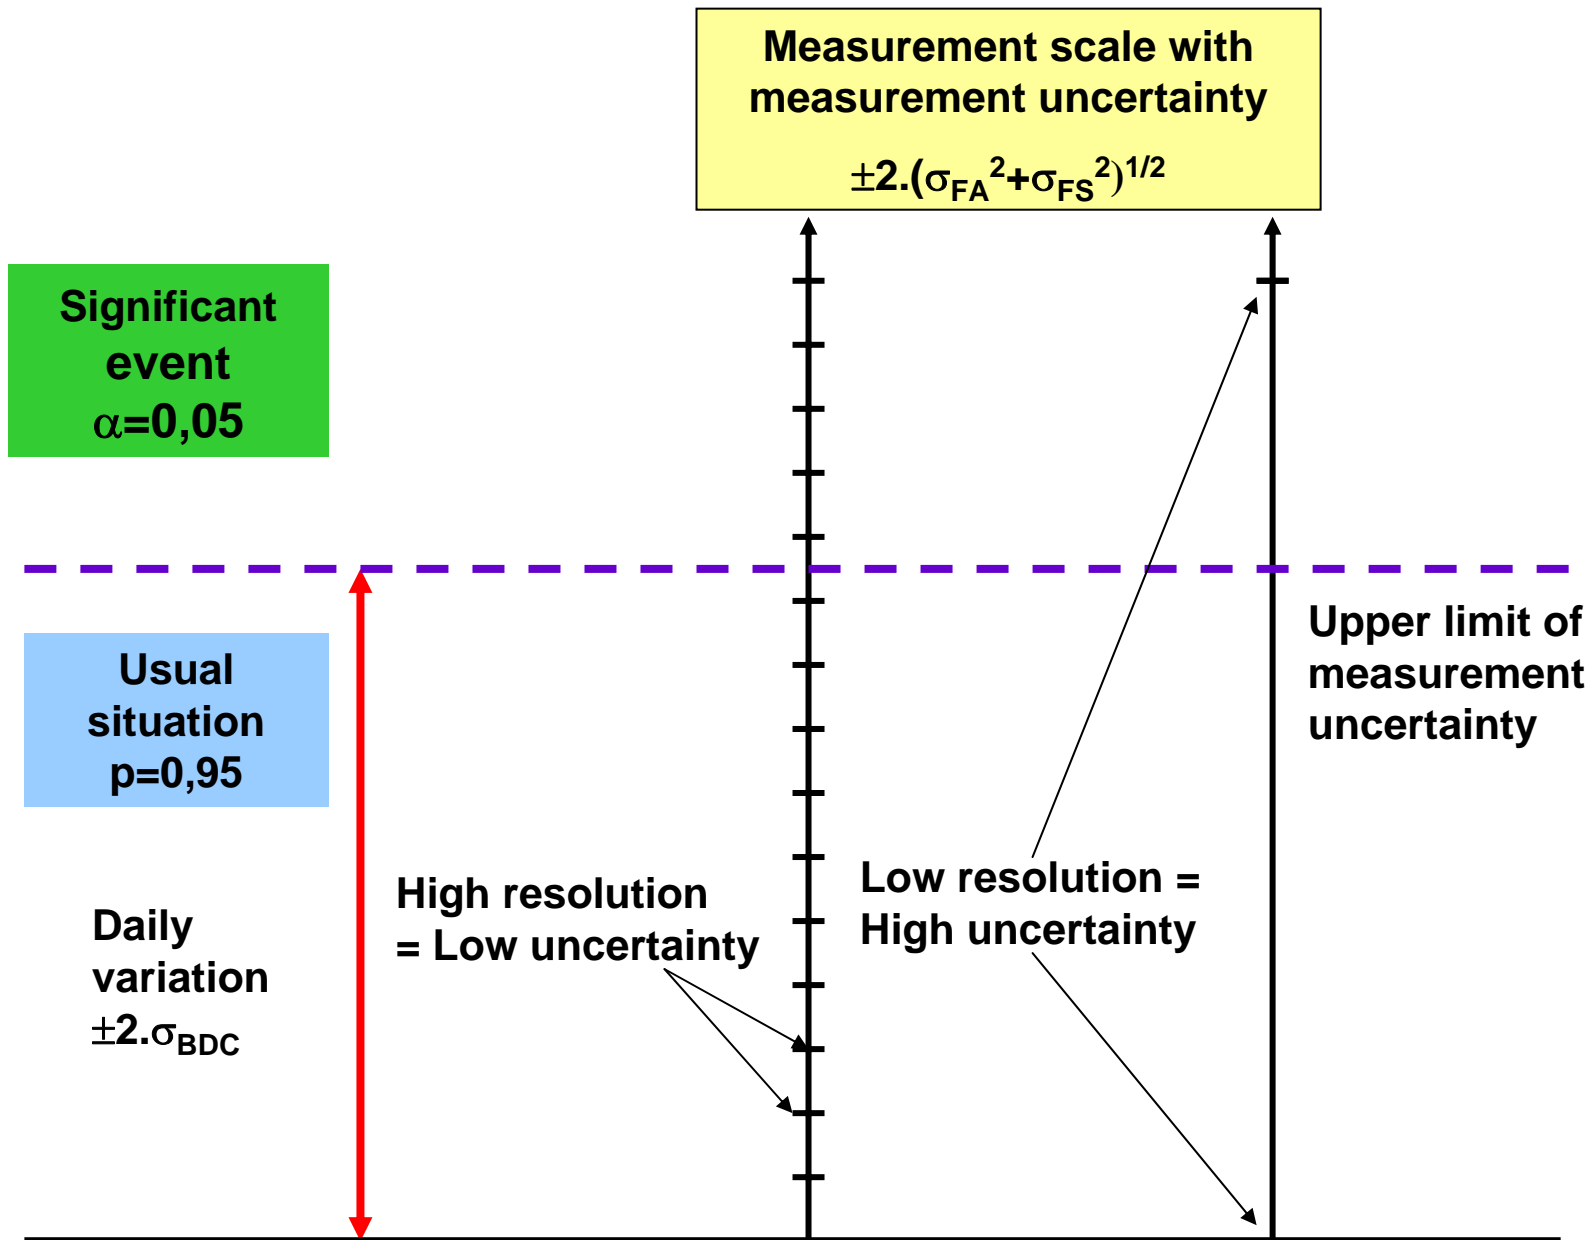 Measurement scale with
measurement uncertainty
±2.(σFA²+σFS²)1/2
Significant
event
α=0,05
Usual
situation
p=0,95
Upper limit of
measurement
uncertainty
High resolution
= Low uncertainty
Low resolution =
High uncertainty
Daily
variation
±2.σBDC